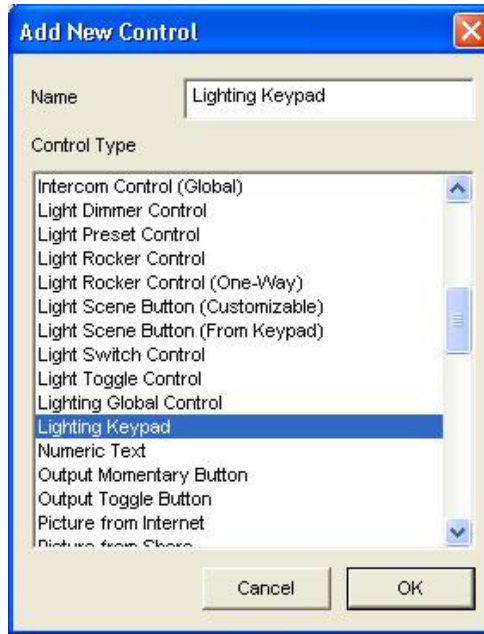 Add New Control
Name
Lighting Keypad
Control Type
Intercom Control (Global)
Light Dimmer Control
Light Preset Control
Light Rocker Control
Light Rocker Control (One-Way)
Light Scene Button (Customizable)
Light Scene Button (From Keypad)
Light Switch Control
Light Toggle Control
Lighting Global Control
Lighting Keypad
Numeric Text
Output Momentary Button
Output Toggle Button
Picture from Internet
Picture from Share
Cancel
OK